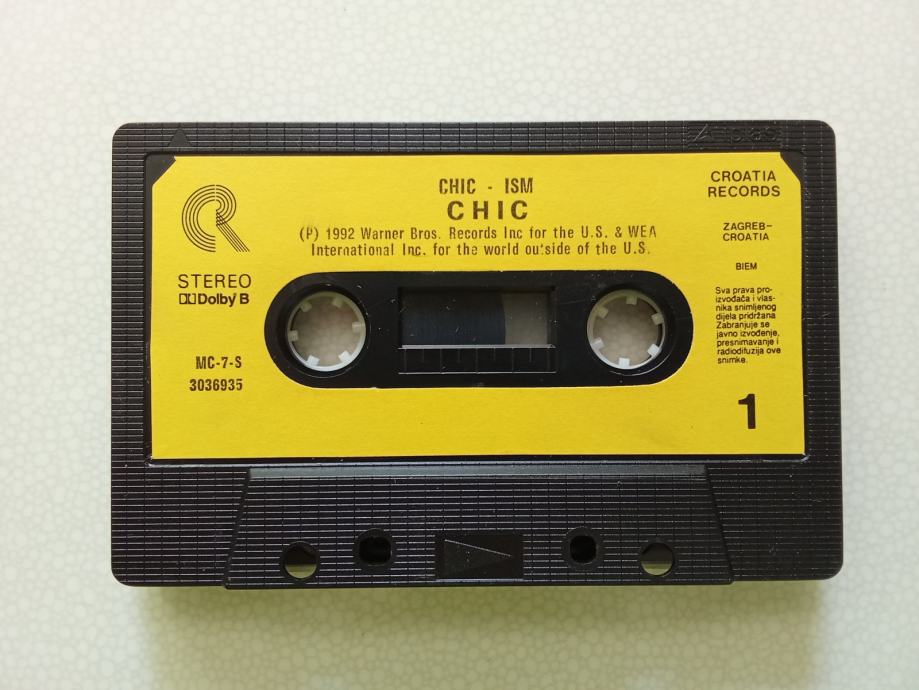 CHIC - ISM
CHIC
(P) 1992 Warner Bros. Records Inc for the U.S. & WEA
International Inc. for the world outside of the U.S.
CR
STEREO
Dolby B
MC-7-S
3036935
CROATIA
RECORDS
ZAGREB–
CROATIA
BIEM
Sva prava pro-
izvođača i vlas-
nika snimljenog
dijela pridržana
Zabranjuje se
javno izvođenje,
presnimavanje i
radiodifuzija ove
snimke.
1